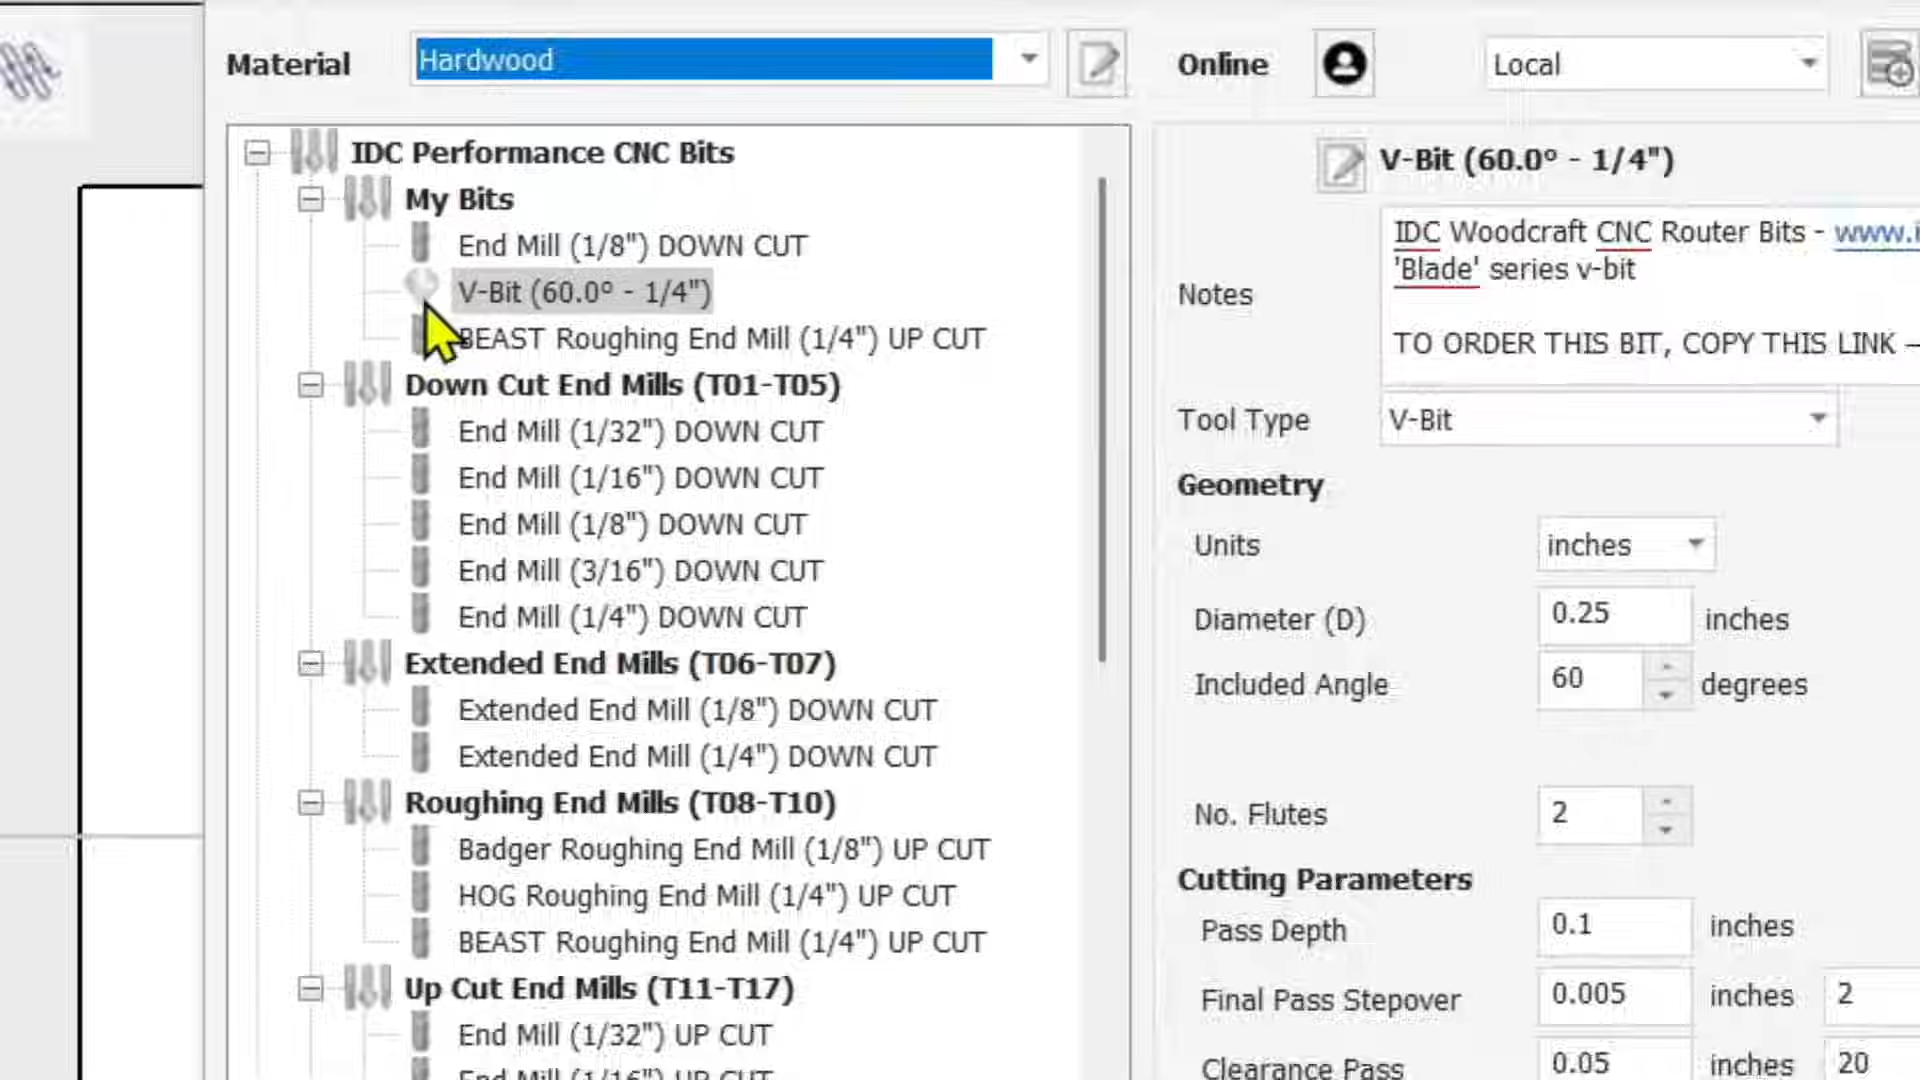 Material
Hardwood
Online
Local
IDC Performance CNC Bits
My Bits
End Mill (1/8") DOWN CUT
V-Bit (60.0º - 1/4")
BEAST Roughing End Mill (1/4") UP CUT
Down Cut End Mills (T01-T05)
End Mill (1/32") DOWN CUT
End Mill (1/16") DOWN CUT
End Mill (1/8") DOWN CUT
End Mill (3/16") DOWN CUT
End Mill (1/4") DOWN CUT
Extended End Mills (T06-T07)
Extended End Mill (1/8") DOWN CUT
Extended End Mill (1/4") DOWN CUT
Roughing End Mills (T08-T10)
Badger Roughing End Mill (1/8") UP CUT
HOG Roughing End Mill (1/4") UP CUT
BEAST Roughing End Mill (1/4") UP CUT
Up Cut End Mills (T11-T17)
End Mill (1/32") UP CUT
End Mill (1/16") UP CUT
V-Bit (60.0º - 1/4")
Notes
IDC Woodcraft CNC Router Bits - www.i
'Blade' series v-bit
TO ORDER THIS BIT, COPY THIS LINK –
Tool Type V-Bit
Geometry
Units inches
Diameter (D) 0.25 inches
Included Angle 60 degrees
No. Flutes 2
Cutting Parameters
Pass Depth 0.1 inches
Final Pass Stepover 0.005 inches 2
Clearance Pass 0.05 inches 20